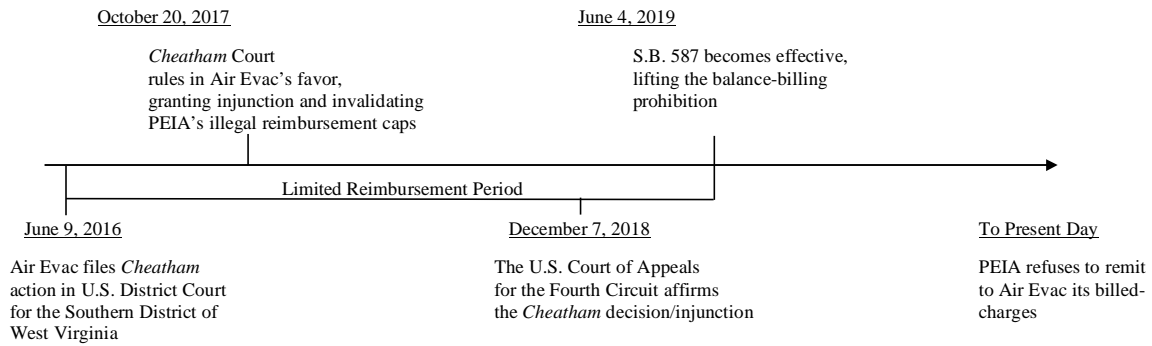 October 20, 2017
Cheatham Court
rules in Air Evac’s favor,
granting injunction and invalidating
PEIA’s illegal reimbursement caps
June 4, 2019
S.B. 587 becomes effective,
lifting the balance-billing
prohibition
Limited Reimbursement Period
June 9, 2016
Air Evac files Cheatham
action in U.S. District Court
for the Southern District of
West Virginia
December 7, 2018
The U.S. Court of Appeals
for the Fourth Circuit affirms
the Cheatham decision/injunction
To Present Day
PEIA refuses to remit
to Air Evac its billed-
charges